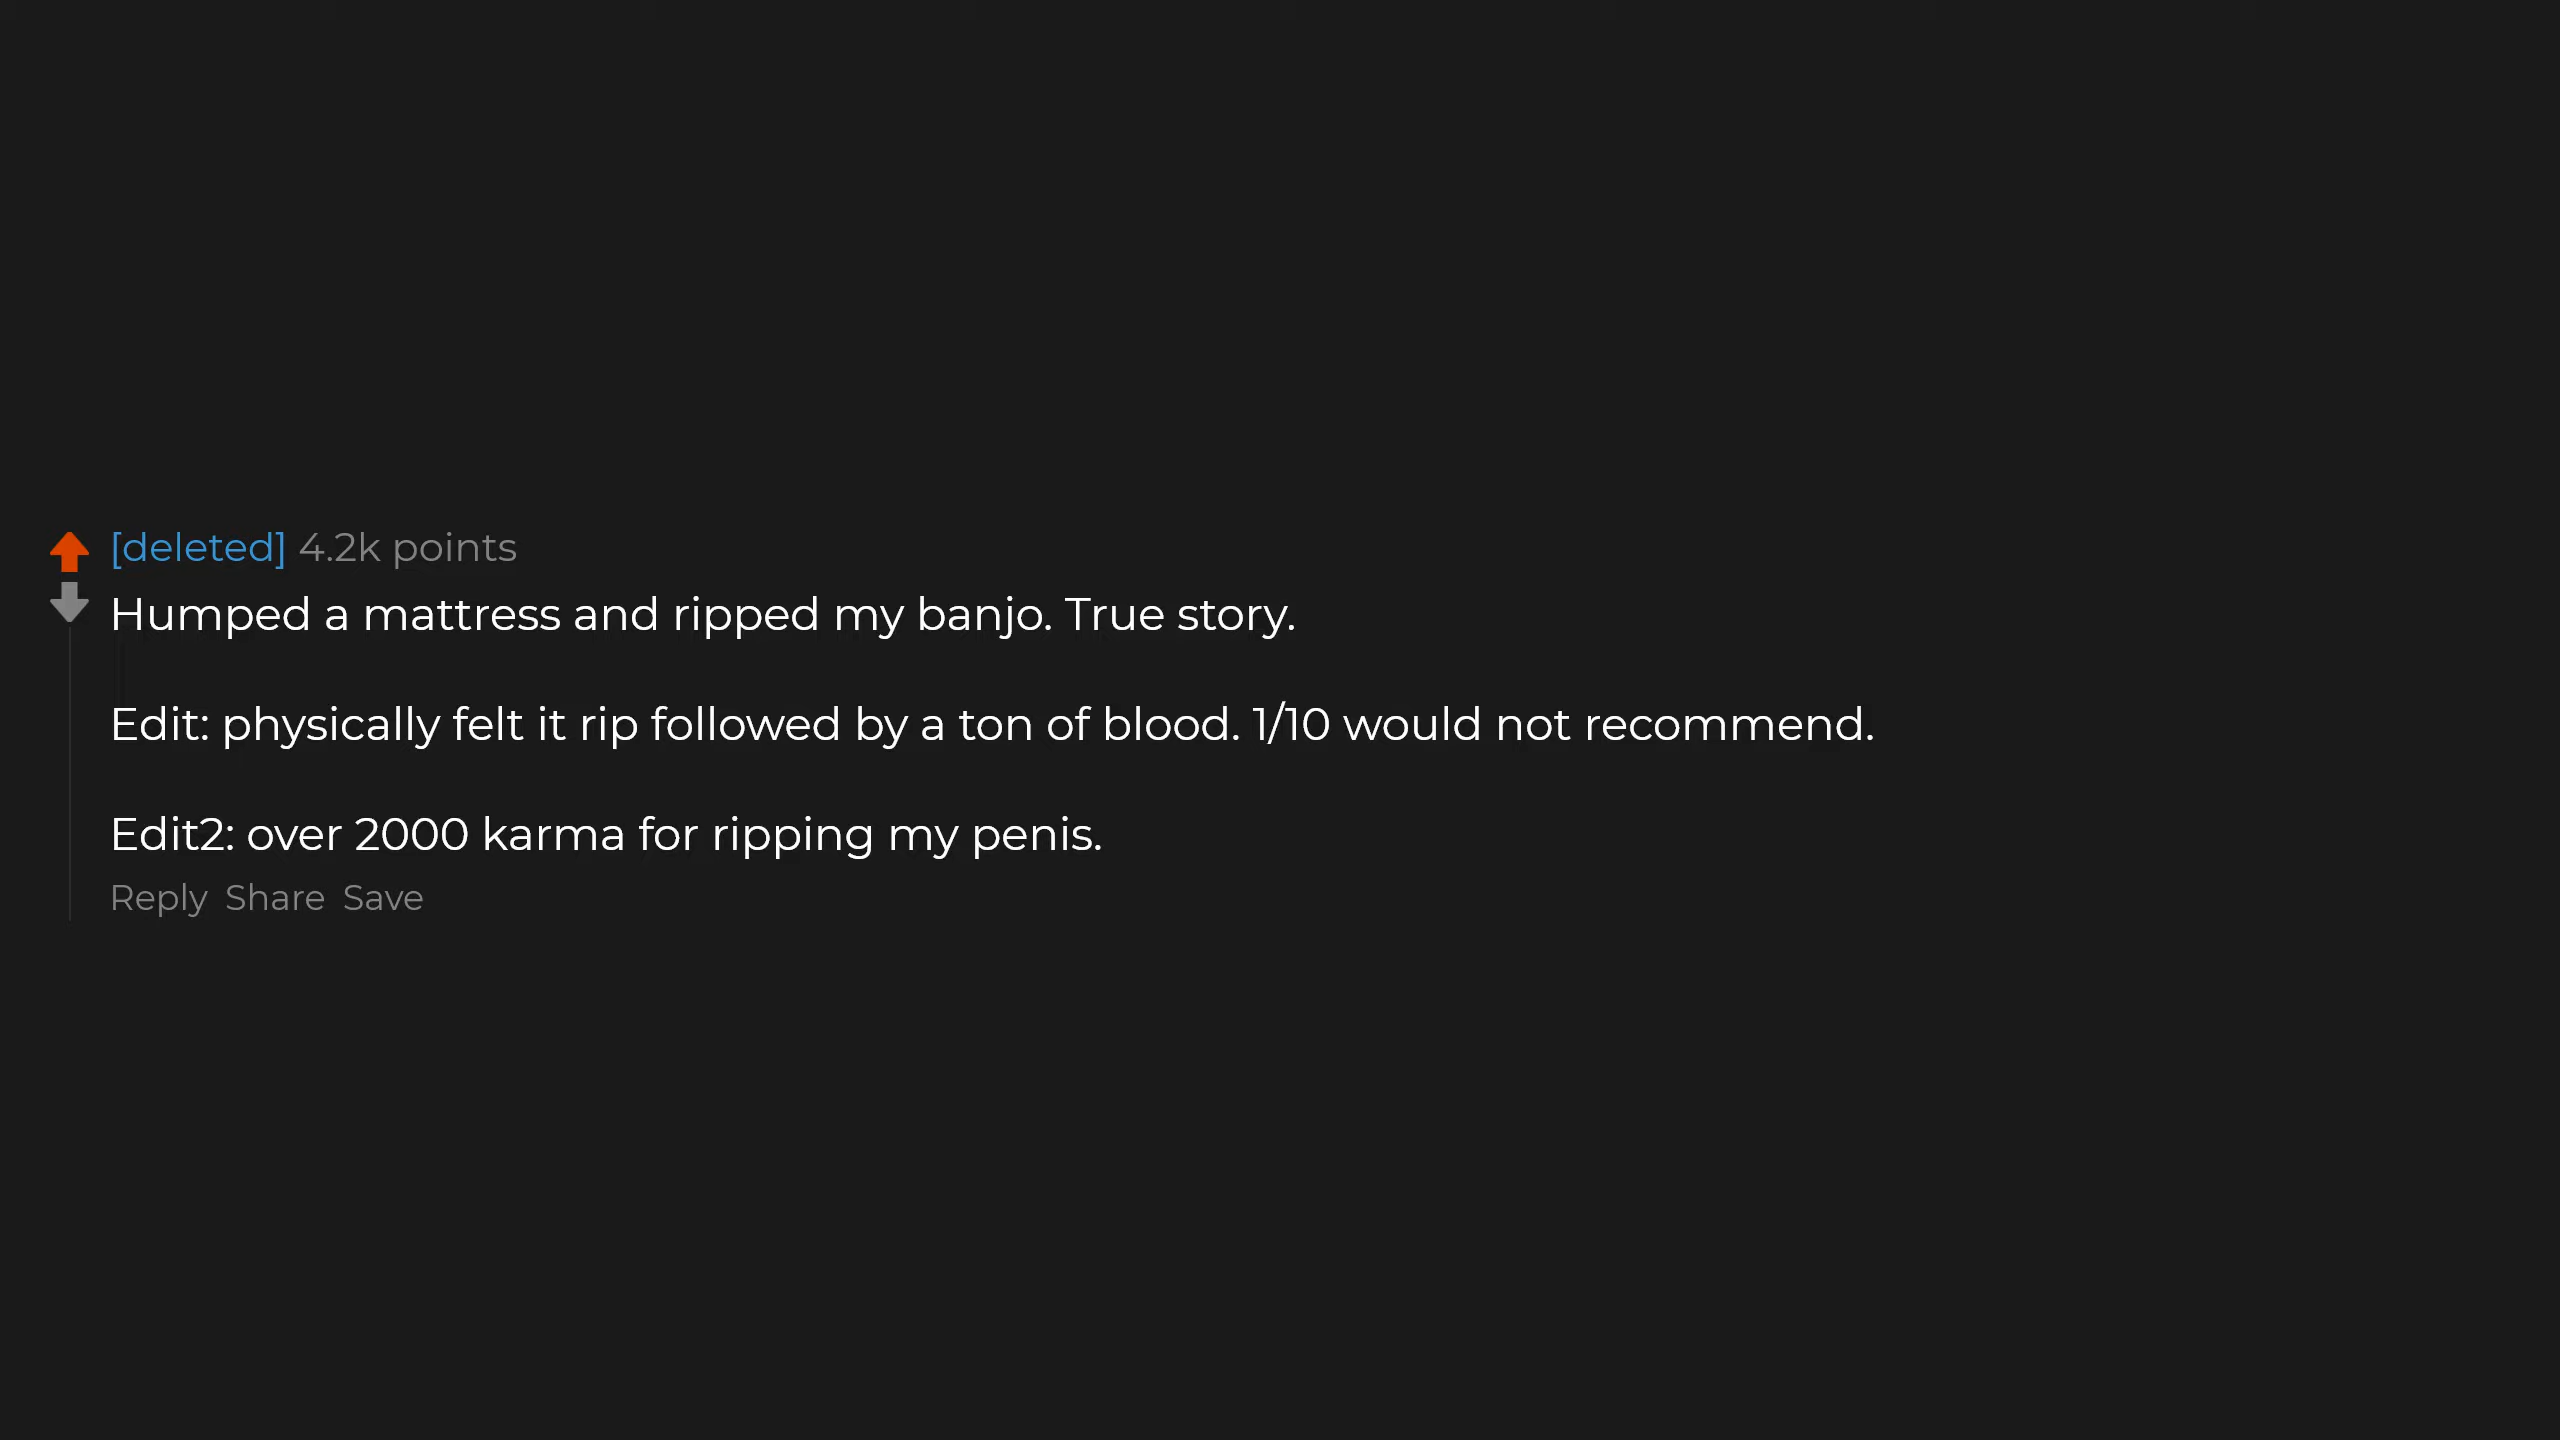 [deleted] 4.2k points
Humped a mattress and ripped my banjo. True story.
Edit: physically felt it rip followed by a ton of blood. 1/10 would not recommend.
Edit2: over 2000 karma for ripping my penis.
Reply Share Save